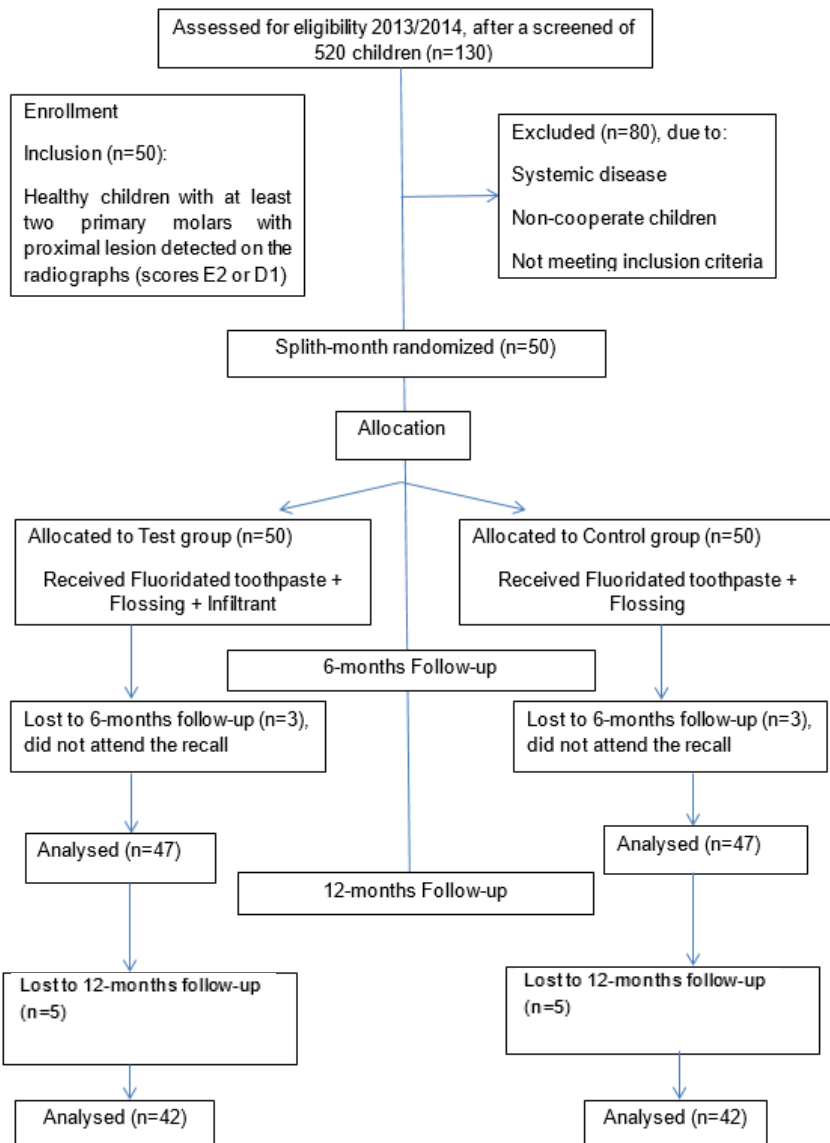 Assessed for eligibility 2013/2014, after a screened of
520 children (n=130)
Enrollment
Inclusion (n=50):
Healthy children with at least
two primary molars with
proximal lesion detected on the
radiographs (scores E2 or D1)
Excluded (n=80), due to:
Systemic disease
Non-cooperate children
Not meeting inclusion criteria
Splith-month randomized (n=50)
Allocation
Allocated to Test group (n=50)
Received Fluoridated toothpaste +
Flossing + Infiltrant
Allocated to Control group (n=50)
Received Fluoridated toothpaste +
Flossing
6-months Follow-up
Lost to 6-months follow-up (n=3),
did not attend the recall
Lost to 6-months follow-up (n=3),
did not attend the recall
Analysed (n=47)
Analysed (n=47)
12-months Follow-up
Lost to 12-months follow-up
(n=5)
Lost to 12-months follow-up
(n=5)
Analysed (n=42)
Analysed (n=42)